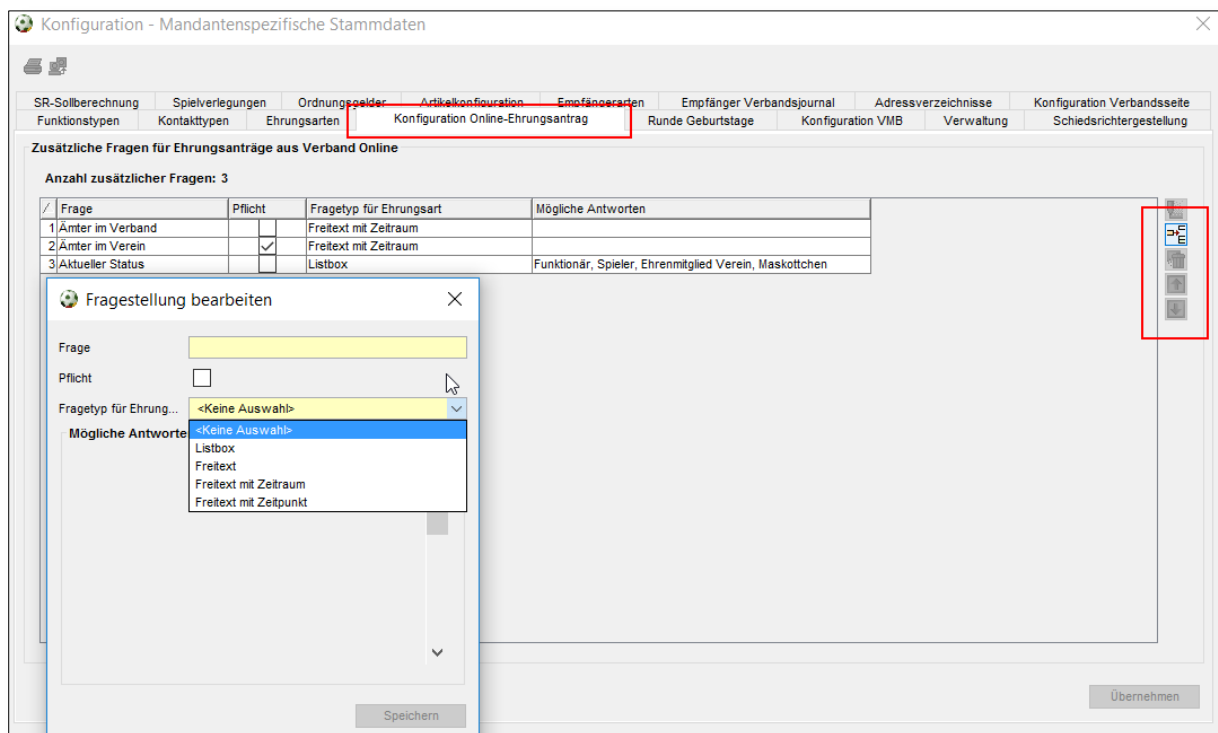 Konfiguration - Mandantenspezifische Stammdaten
SR-Sollberechnung Spielverlegungen Ordnungsgelder Artikelkonfiguration Empfängerarten Empfänger Verbandsjournal Adressverzeichnisse Konfiguration Verbandsseite
Funktionstypen Kontakttypen Ehrungsarten Konfiguration Online-Ehrungsantrag Runde Geburtstage Konfiguration VMB Verwaltung Schiedsrichtergestellung
Zusätzliche Fragen für Ehrungsanträge aus Verband Online
Anzahl zusätzlicher Fragen: 3
/ Frage Pflicht Fragetyp für Ehrungsart Mögliche Antworten
1 Ämter im Verband Freitext mit Zeitraum
2 Ämter im Verein Freitext mit Zeitraum
3 Aktueller Status Listbox Funktionär, Spieler, Ehrenmitglied Verein, Maskottchen
Fragestellung bearbeiten
Frage
Pflicht
Fragetyp für Ehrung... <Keine Auswahl>
Mögliche Antworte
<Keine Auswahl>
Listbox
Freitext
Freitext mit Zeitraum
Freitext mit Zeitpunkt
Übernehmen
Speichern